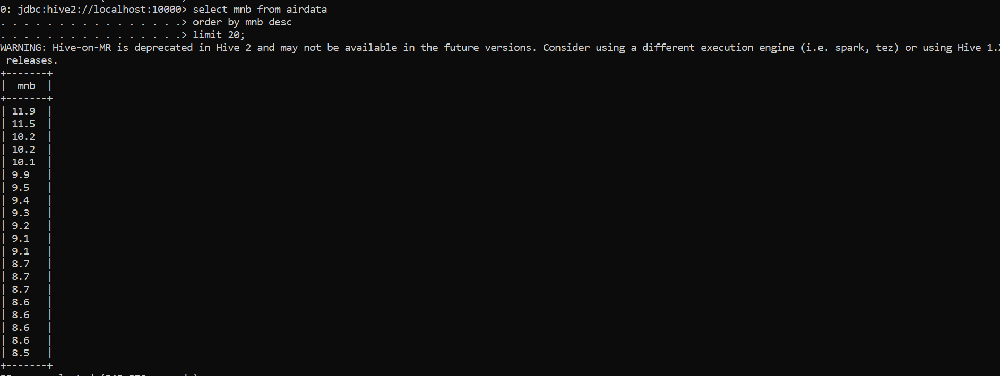 0: jdbc:hive2://localhost:10000> select mnb from airdata
. . . . . . . . . . . . . . . .> order by mnb desc
. . . . . . . . . . . . . . . .> limit 20;
WARNING: Hive-on-MR is deprecated in Hive 2 and may not be available in the future versions. Consider using a different execution engine (i.e. spark, tez) or using Hive 1.X
 releases.
+-------+
|  mnb  |
+-------+
| 11.9  |
| 11.5  |
| 10.2  |
| 10.2  |
| 10.1  |
| 9.9   |
| 9.5   |
| 9.4   |
| 9.3   |
| 9.2   |
| 9.1   |
| 9.1   |
| 8.7   |
| 8.7   |
| 8.7   |
| 8.6   |
| 8.6   |
| 8.6   |
| 8.6   |
| 8.5   |
+-------+